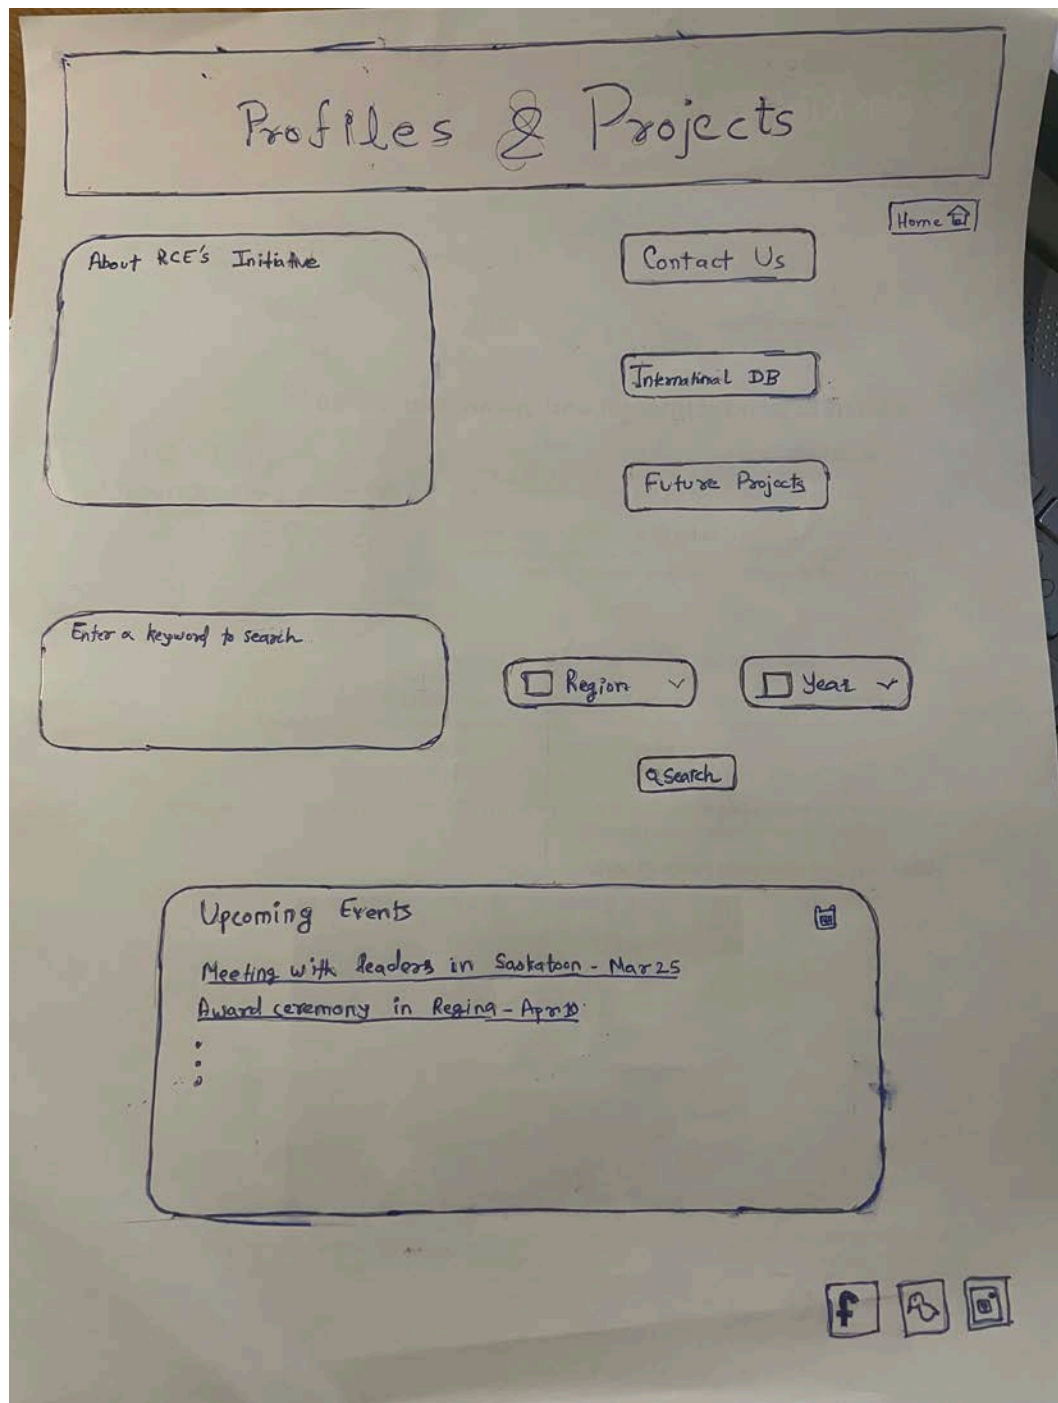 Profiles & Projects
Home
About RCE's Initiative
Contact Us
International DB
Future Projects
Enter a keyword to search
Region
Year
Search
Upcoming Events
Meeting with leaders in Saskatoon - Mar 25
Award ceremony in Regina - Apr 10
f